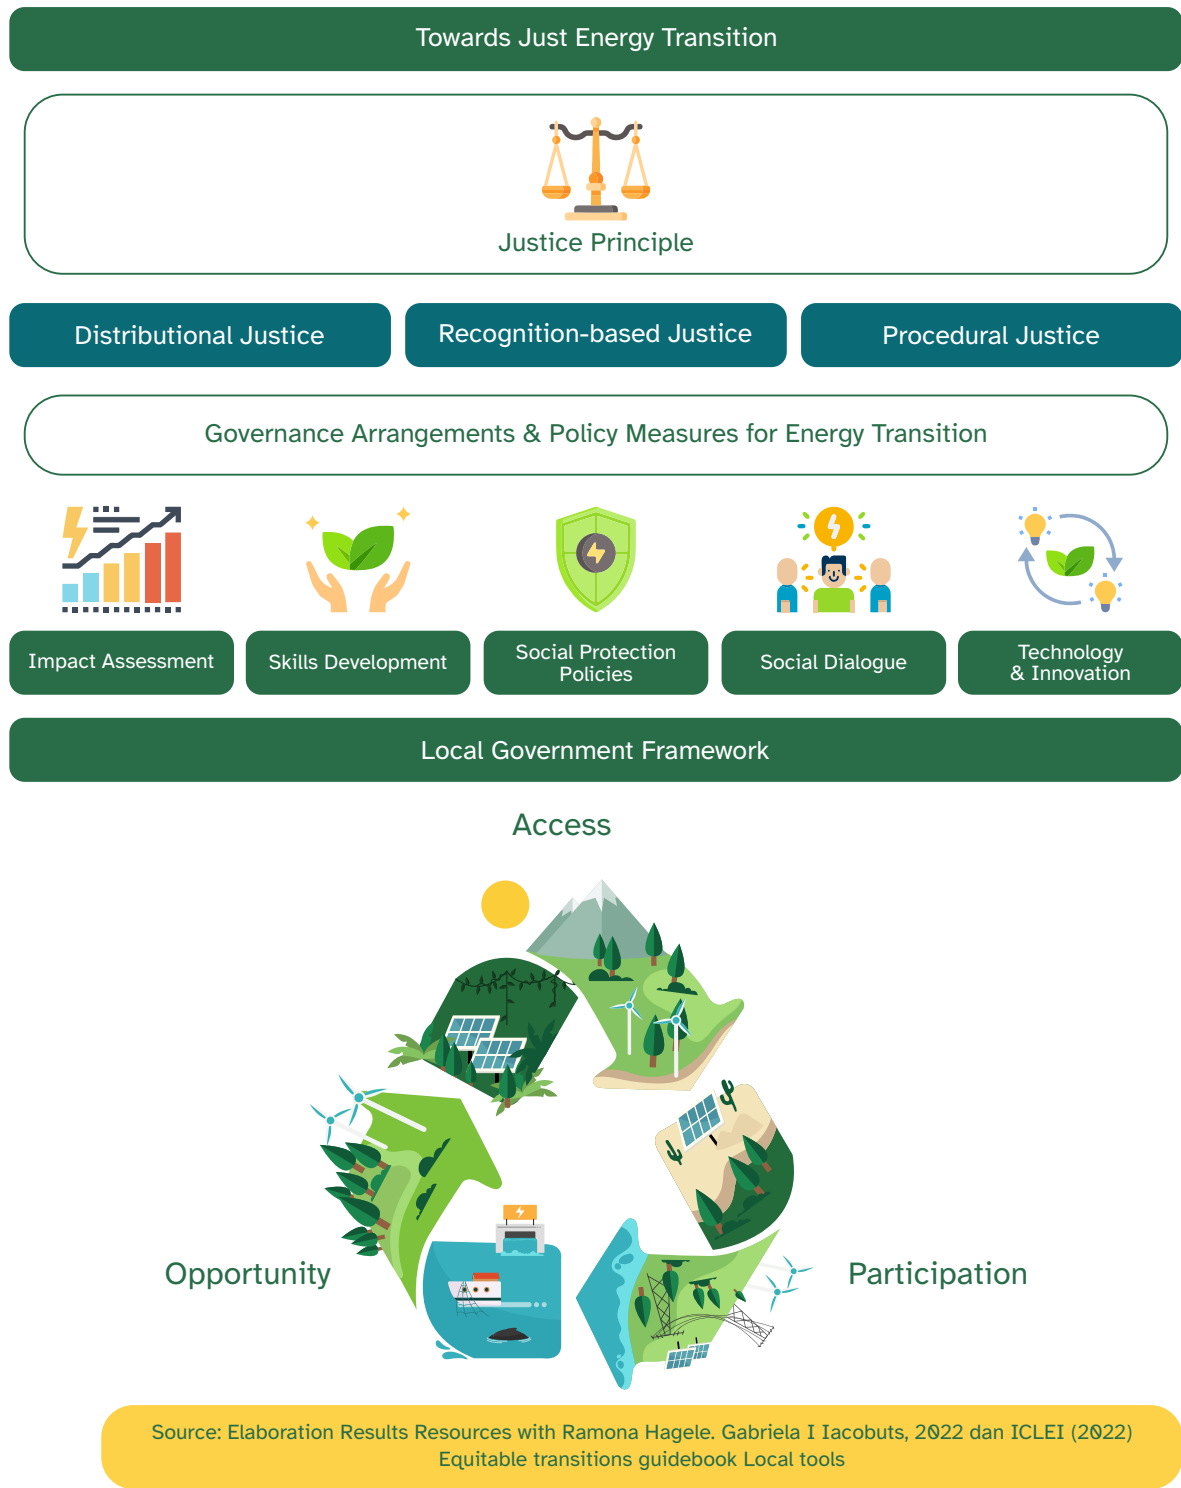 Towards Just Energy Transition
Justice Principle
Distributional Justice
Recognition-based Justice
Procedural Justice
Governance Arrangements & Policy Measures for Energy Transition
Impact Assessment
Skills Development
Social Protection
Policies
Social Dialogue
Technology
& Innovation
Local Government Framework
Access
Opportunity
Participation
Source: Elaboration Results Resources with Ramona Hagele. Gabriela I Iacobuts, 2022 dan ICLEI (2022)
Equitable transitions guidebook Local tools